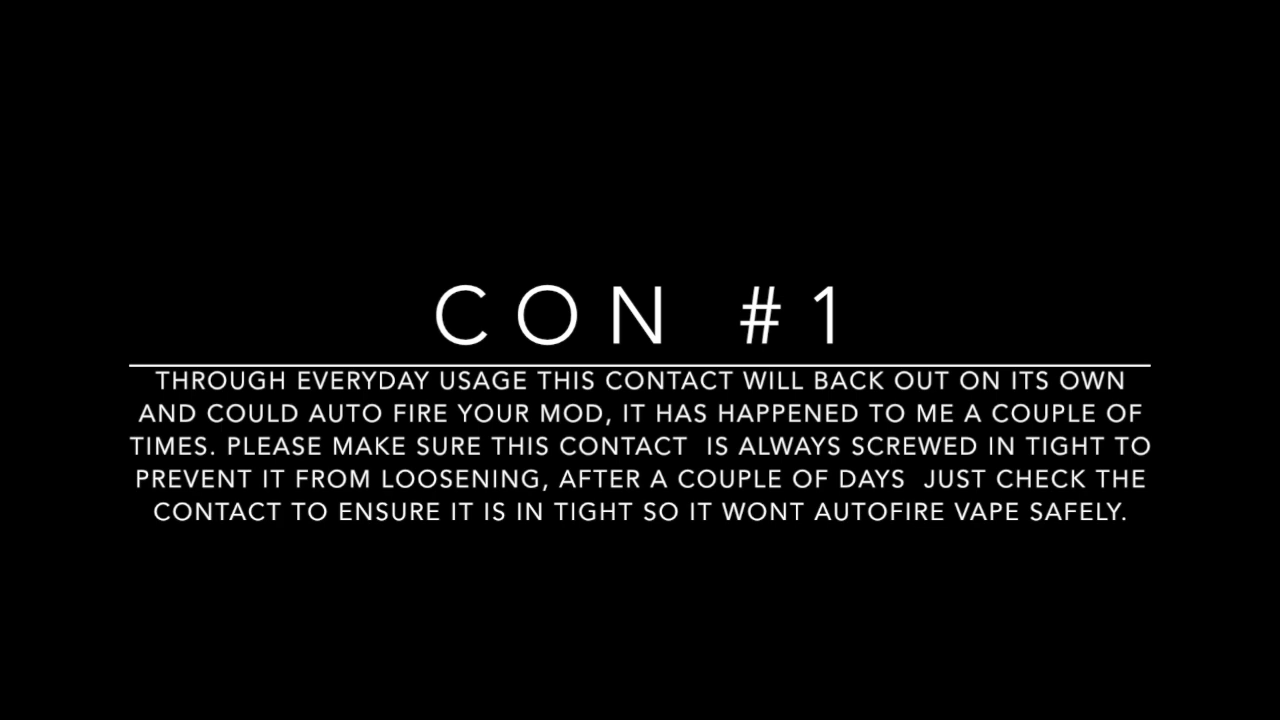 CON #1
THROUGH EVERYDAY USAGE THIS CONTACT WILL BACK OUT ON ITS OWN
AND COULD AUTO FIRE YOUR MOD, IT HAS HAPPENED TO ME A COUPLE OF
TIMES. PLEASE MAKE SURE THIS CONTACT  IS ALWAYS SCREWED IN TIGHT TO
PREVENT IT FROM LOOSENING, AFTER A COUPLE OF DAYS  JUST CHECK THE
CONTACT TO ENSURE IT IS IN TIGHT SO IT WONT AUTOFIRE VAPE SAFELY.